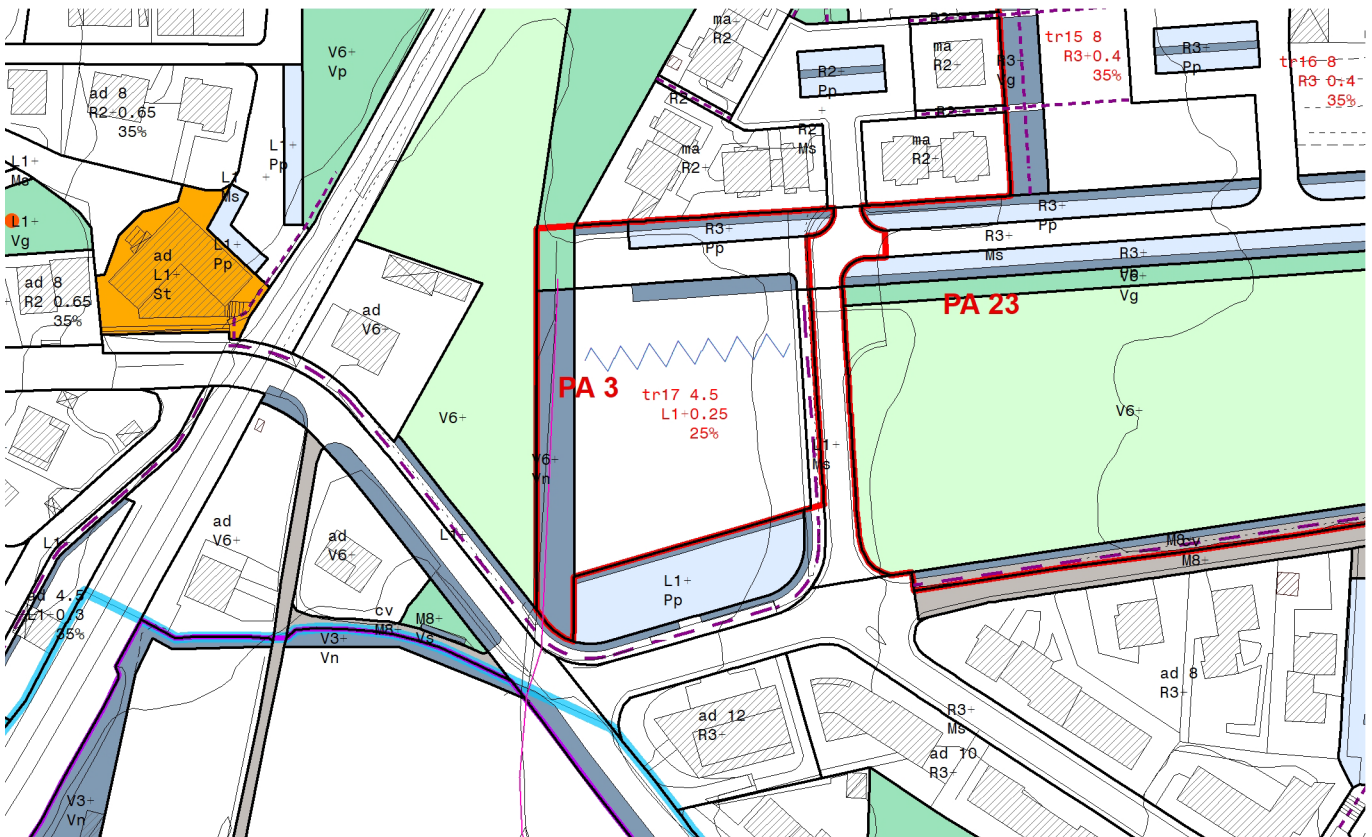 ma
R2
R2
V6
Vp
ad 8
R2 0.65
35%
L1
Pp
L1
Ms
L1
Ms
L1
Vg
L1
Pp
ad
L1
St
ad 8
R2 0.65
35%
R2
Pp
ma
R2
R3
Vg
tr15 8
R3 0.4
35%
R3
Pp
tr16 8
R3 0.4
35%
R2
R2
R2
Ms
ma
R2
ma
R2
R3
Pp
R3
Ms
R3
Pp
R3
Pp
V6
Vg
ad
V6
PA 23
PA 3
tr17 4.5
L1 0.25
25%
V6
V6
V6
Vn
L1
Ms
ad
V6
ad
V6
L1
L1
M8
cv
M8
L1
Pp
ad 4.5
L1 0.3
35%
cv
M8
M8
Vs
V3
Vn
ad 8
R3
ad 12
R3
R3
Ms
ad 10
R3
V3
Vn